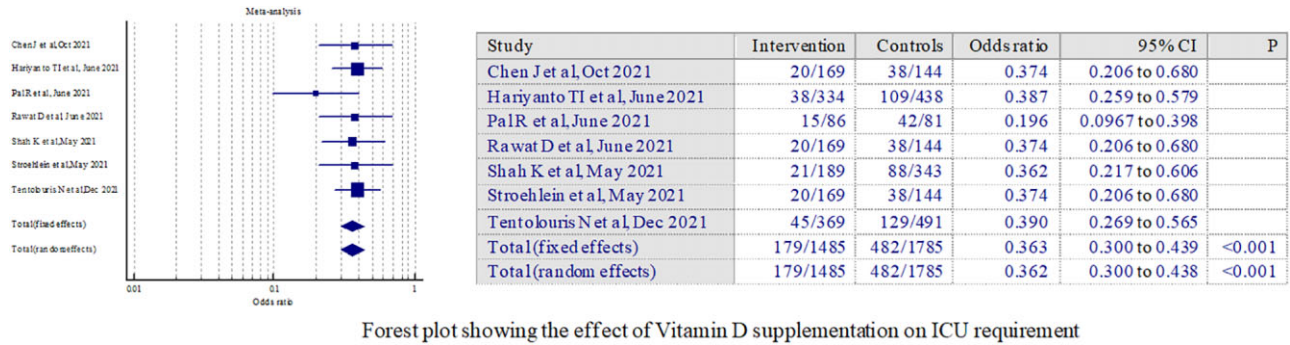 Meta-analysis
Chen J et al, Oct 2021
Hariyanto TI et al, June 2021
Pal R et al, June 2021
Rawat D et al June 2021
Shah K et al, May 2021
Stroehlein et al, May 2021
Tentolouris N et al, Dec 2021
Total (fixed effects)
Total (random effects)
0.01 0.1 1
Odds ratio
Study Intervention Controls Odds ratio 95% CI P
Chen J et al, Oct 2021 20/169 38/144 0.374 0.206 to 0.680
Hariyanto TI et al, June 2021 38/334 109/438 0.387 0.259 to 0.579
Pal R et al, June 2021 15/86 42/81 0.196 0.0967 to 0.398
Rawat D et al, June 2021 20/169 38/144 0.374 0.206 to 0.680
Shah K et al, May 2021 21/189 88/343 0.362 0.217 to 0.606
Stroehlein et al, May 2021 20/169 38/144 0.374 0.206 to 0.680
Tentolouris N et al, Dec 2021 45/369 129/491 0.390 0.269 to 0.565
Total (fixed effects) 179/1485 482/1785 0.363 0.300 to 0.439 <0.001
Total (random effects) 179/1485 482/1785 0.362 0.300 to 0.438 <0.001
Forest plot showing the effect of Vitamin D supplementation on ICU requirement